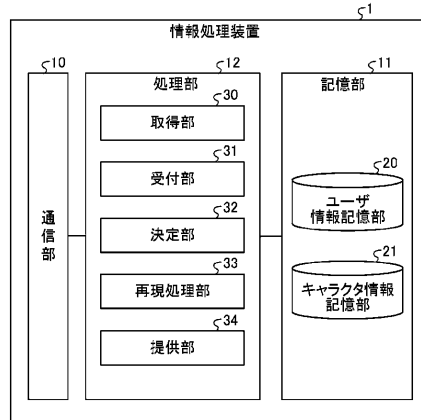 1
情報処理装置
10
通信部
12
処理部
30
取得部
31
受付部
32
決定部
33
再現処理部
34
提供部
11
記憶部
20
ユーザ
情報記憶部
21
キャラクタ情報
記憶部